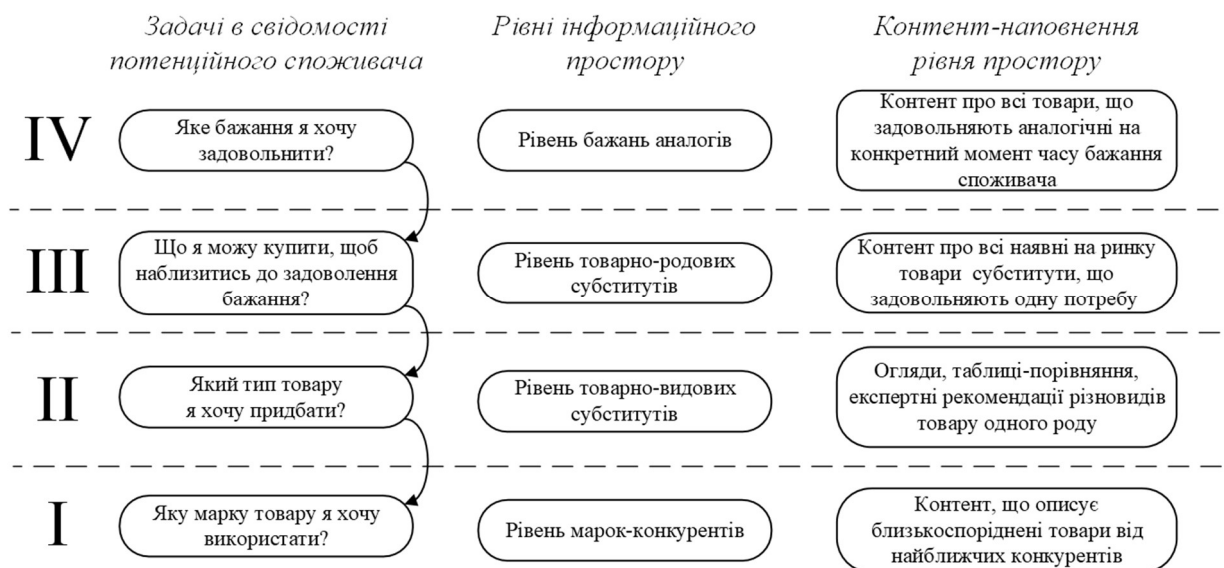 Задачі в свідомості
потенційного споживача
Рівні інформаційного
простору
Контент-наповнення
рівня простору
IV
Яке бажання я хочу
задовольнити?
Рівень бажань аналогів
Контент про всі товари, що
задовольняють аналогічні на
конкретний момент часу бажання
споживача
III
Що я можу купити, щоб
наблизитись до задоволення
бажання?
Рівень товарно-родових
субститутів
Контент про всі наявні на ринку
товари субститути, що
задовольняють одну потребу
II
Який тип товару
я хочу придбати?
Рівень товарно-видових
субститутів
Огляди, таблиці-порівняння,
експертні рекомендації різновидів
товару одного роду
I
Яку марку товару я хочу
використати?
Рівень марок-конкурентів
Контент, що описує
близькоспоріднені товари від
найближчих конкурентів